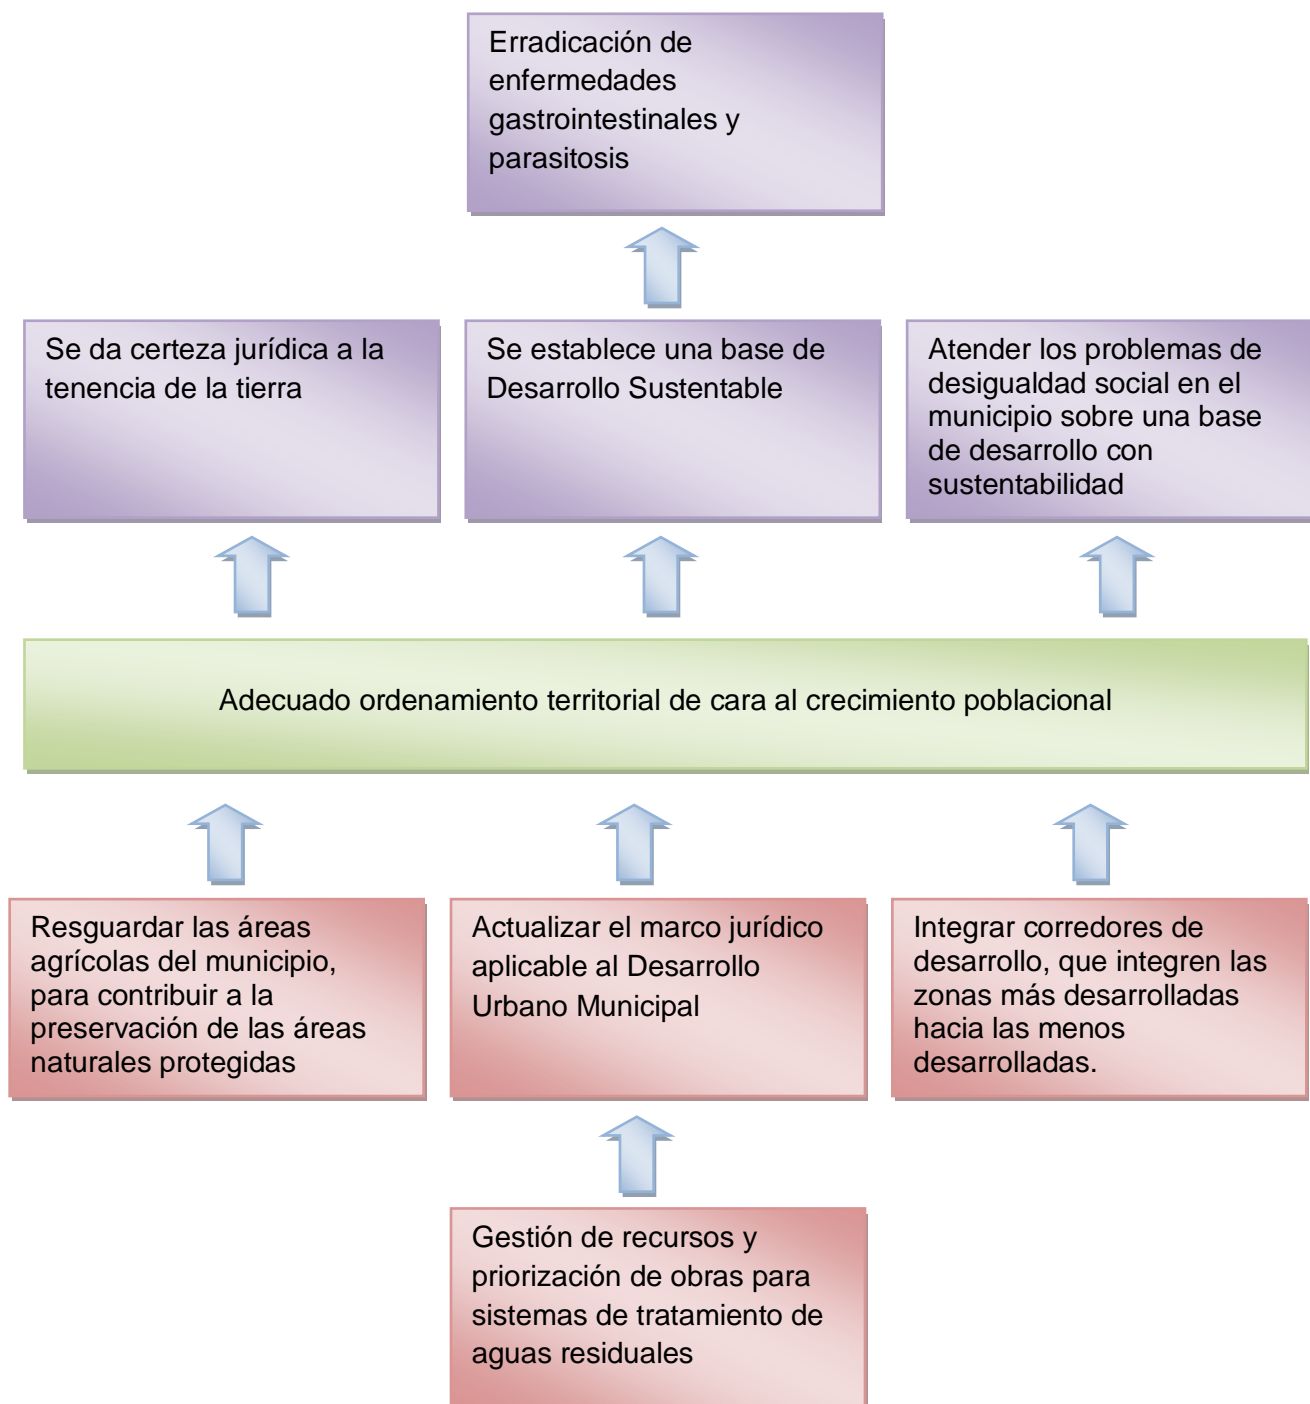 Erradicación de
enfermedades
gastrointestinales y
parasitosis
Se da certeza jurídica a la
tenencia de la tierra
Se establece una base de
Desarrollo Sustentable
Atender los problemas de
desigualdad social en el
municipio sobre una base
de desarrollo con
sustentabilidad
Adecuado ordenamiento territorial de cara al crecimiento poblacional
Resguardar las áreas
agrícolas del municipio,
para contribuir a la
preservación de las áreas
naturales protegidas
Actualizar el marco jurídico
aplicable al Desarrollo
Urbano Municipal
Integrar corredores de
desarrollo, que integren las
zonas más desarrolladas
hacia las menos
desarrolladas.
Gestión de recursos y
priorización de obras para
sistemas de tratamiento de
aguas residuales